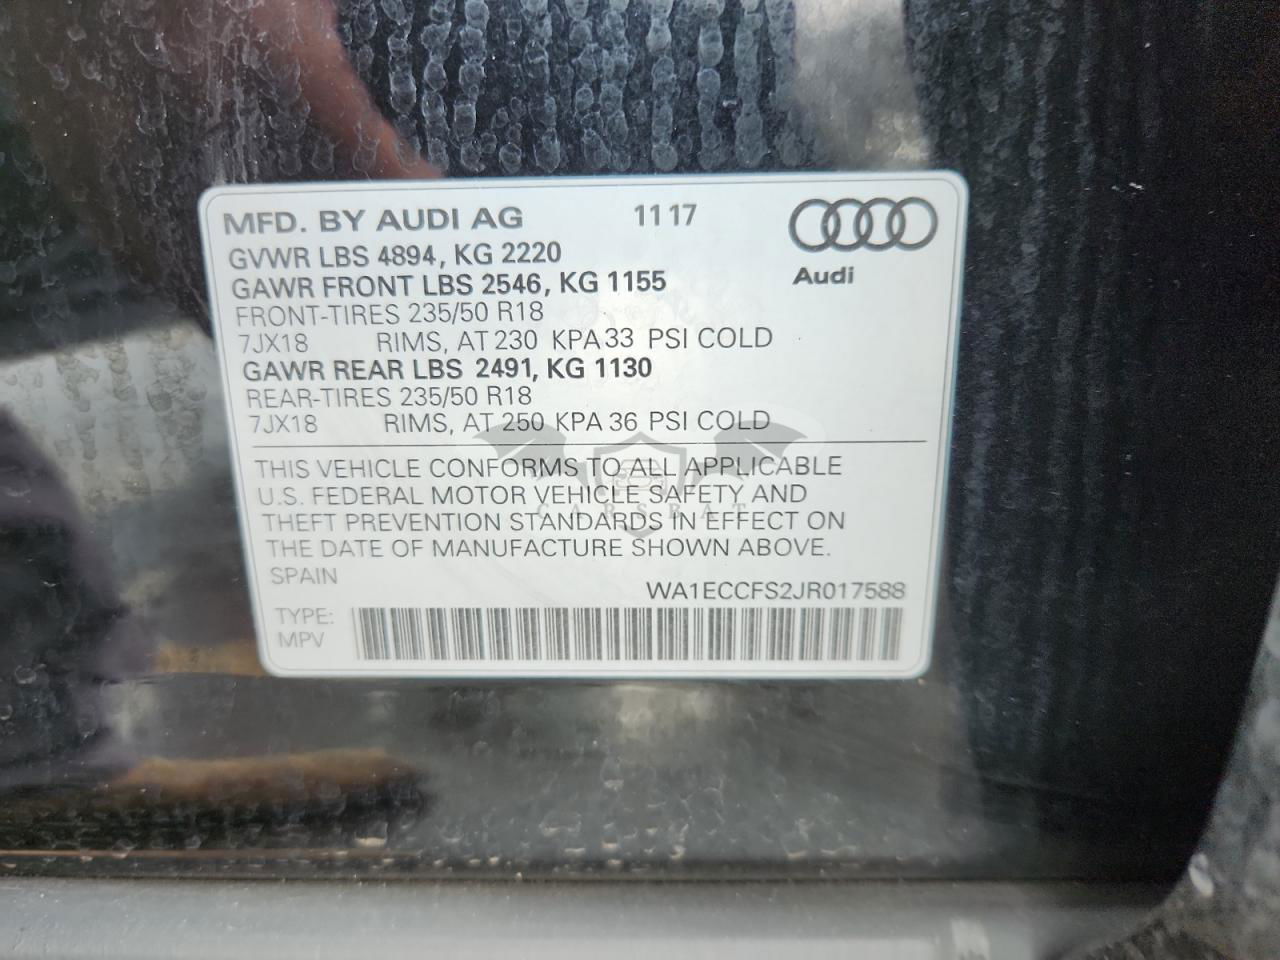 MFD. BY AUDI AG 11 17
Audi
GVWR LBS 4894, KG 2220
GAWR FRONT LBS 2546, KG 1155
FRONT-TIRES 235/50 R18
7JX18 RIMS, AT 230 KPA 33 PSI COLD
GAWR REAR LBS 2491, KG 1130
REAR-TIRES 235/50 R18
7JX18 RIMS, AT 250 KPA 36 PSI COLD
THIS VEHICLE CONFORMS TO ALL APPLICABLE
U.S. FEDERAL MOTOR VEHICLE SAFETY AND
CARSBAT
THEFT PREVENTION STANDARDS IN EFFECT ON
THE DATE OF MANUFACTURE SHOWN ABOVE.
SPAIN
WA1ECCFS2JR017588
TYPE:
MPV